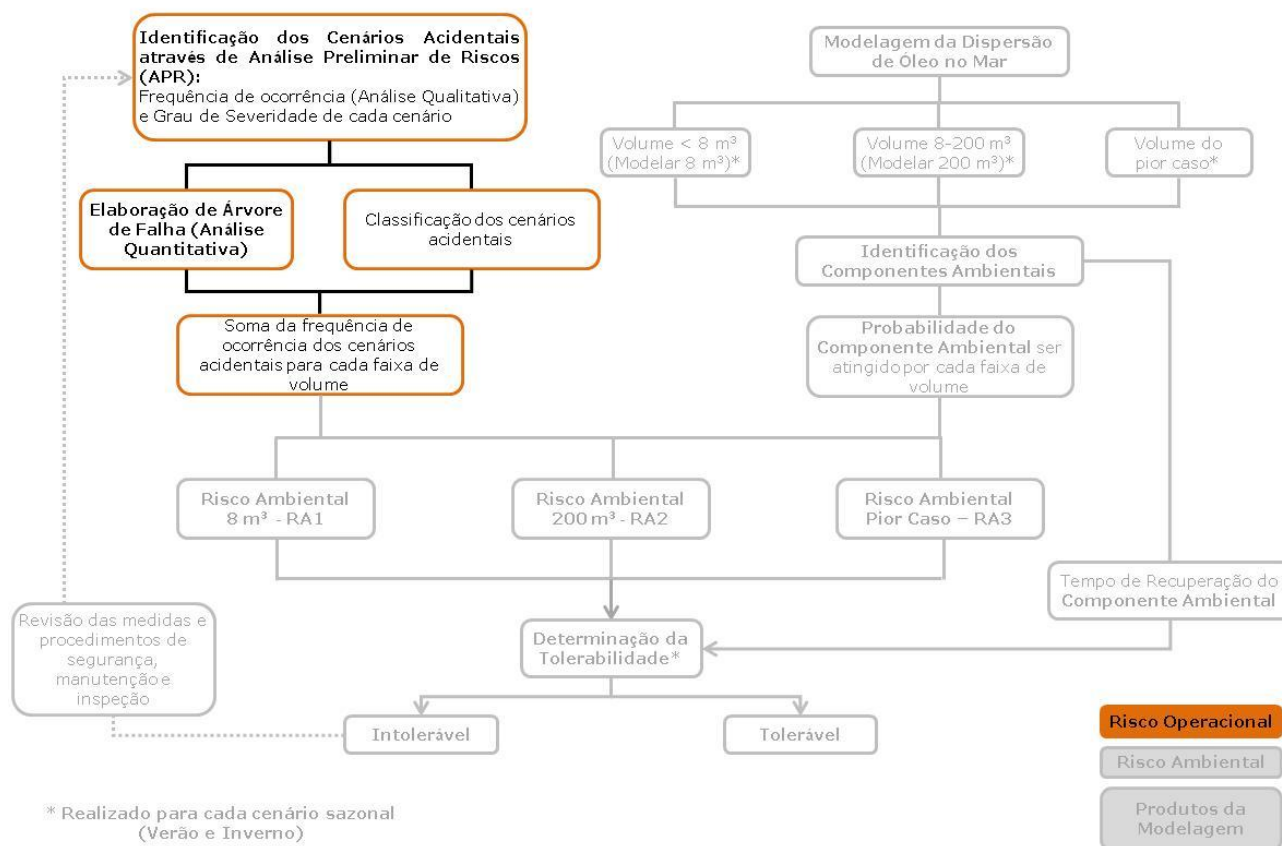 Identificação dos Cenários Acidentais
através de Análise Preliminar de Riscos
(APR):
Frequência de ocorrência (Análise Qualitativa)
e Grau de Severidade de cada cenário
Elaboração de Árvore
de Falha (Análise
Quantitativa)
Classificação dos cenários
acidentais
Soma da frequência de
ocorrência dos cenários
acidentais para cada faixa de
volume
Modelagem da Dispersão
de Óleo no Mar
Volume < 8 m³
(Modelar 8 m³)*
Volume 8-200 m³
(Modelar 200 m³)*
Volume do
pior caso*
Identificação dos
Componentes Ambientais
Probabilidade do
Componente Ambiental ser
atingido por cada faixa de
volume
Risco Ambiental
8 m³ - RA1
Risco Ambiental
200 m³- RA2
Risco Ambiental
Pior Caso – RA3
Tempo de Recuperação do
Componente Ambiental
Revisão das medidas e
procedimentos de
segurança,
manutenção e
inspeção
Determinação da
Tolerabilidade*
Intolerável
Tolerável
Risco Operacional
Risco Ambiental
Produtos da
Modelagem
* Realizado para cada cenário sazonal
(Verão e Inverno)